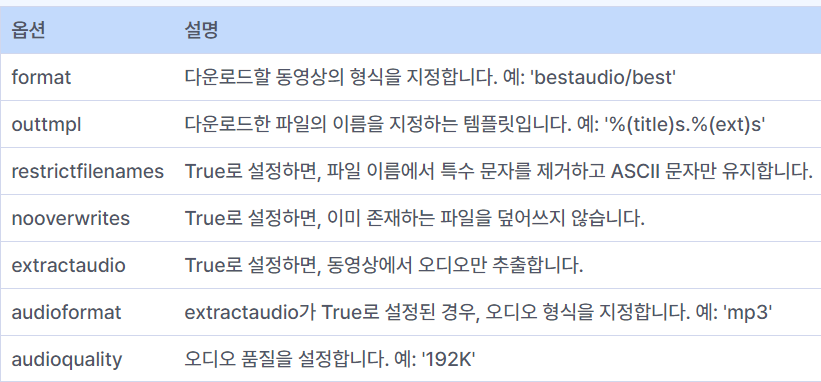 옵션 설명
format 다운로드할 동영상의 형식을 지정합니다. 예: 'bestaudio/best'
outtmpl 다운로드한 파일의 이름을 지정하는 템플릿입니다. 예: '%(title)s.%(ext)s'
restrictfilenames True로 설정하면, 파일 이름에서 특수 문자를 제거하고 ASCII 문자만 유지합니다.
nooverwrites True로 설정하면, 이미 존재하는 파일을 덮어쓰지 않습니다.
extractaudio True로 설정하면, 동영상에서 오디오만 추출합니다.
audioformat extractaudio가 True로 설정된 경우, 오디오 형식을 지정합니다. 예: 'mp3'
audioquality 오디오 품질을 설정합니다. 예: '192K'